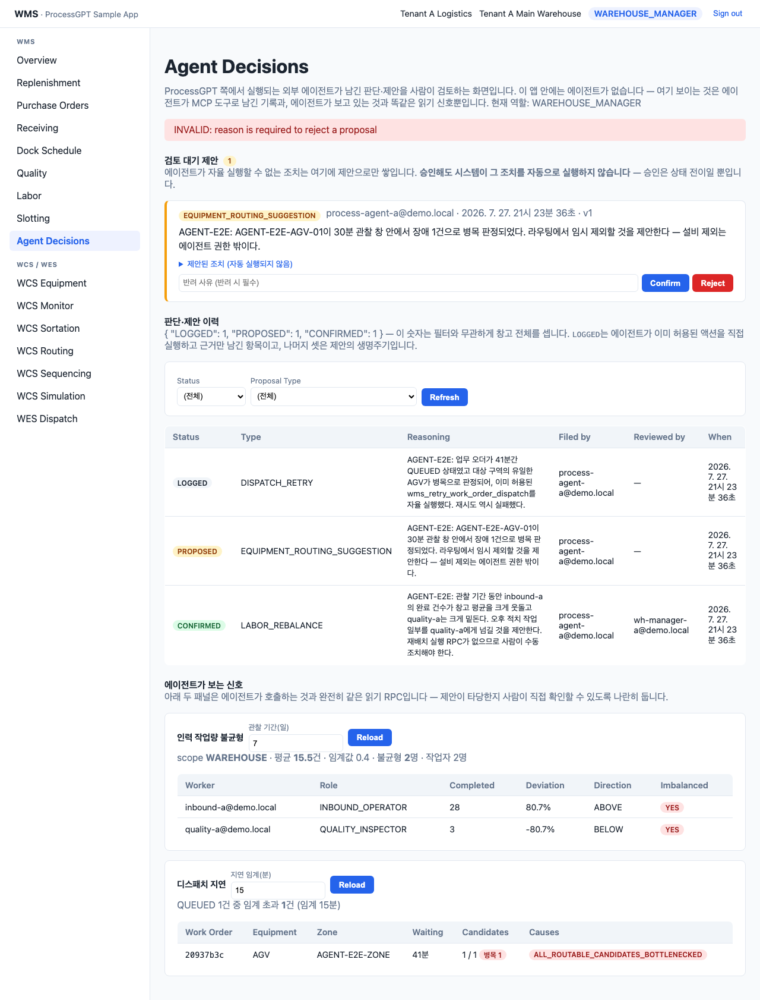 WMS · ProcessGPT Sample App
Tenant A Logistics Tenant A Main Warehouse WAREHOUSE_MANAGER Sign out
WMS
Overview
Replenishment
Purchase Orders
Receiving
Dock Schedule
Quality
Labor
Slotting
Agent Decisions
WCS / WES
WCS Equipment
WCS Monitor
WCS Sortation
WCS Routing
WCS Sequencing
WCS Simulation
WES Dispatch
Agent Decisions
ProcessGPT 쪽에서 실행되는 외부 에이전트가 남긴 판단·제안을 사람이 검토하는 화면입니다. 이 앱 안에는 에이전트가 없습니다 — 여기 보이는 것은 에이
전트가 MCP 도구로 남긴 기록과, 에이전트가 보고 있는 것과 똑같은 읽기 신호뿐입니다. 현재 역할: WAREHOUSE_MANAGER
INVALID: reason is required to reject a proposal
검토 대기 제안 1
에이전트가 자율 실행할 수 없는 조치는 여기에 제안으로만 쌓입니다. 승인해도 시스템이 그 조치를 자동으로 실행하지 않습니다 — 승인은 상태 전이일 뿐입니
다.
EQUIPMENT_ROUTING_SUGGESTION process-agent-a@demo.local · 2026. 7. 27. 21시 23분 36초 · v1
AGENT-E2E: AGENT-E2E-AGV-01이 30분 관찰 창 안에서 장애 1건으로 병목 판정되었다. 라우팅에서 임시 제외할 것을 제안한다 — 설비 제외는
에이전트 권한 밖이다.
▶ 제안된 조치 (자동 실행되지 않음)
반려 사유 (반려 시 필수) Confirm Reject
판단·제안 이력
{ "LOGGED": 1, "PROPOSED": 1, "CONFIRMED": 1 } — 이 숫자는 필터와 무관하게 창고 전체를 셉니다. LOGGED는 에이전트가 이미 허용된 액션을 직접
실행하고 근거만 남긴 항목이고, 나머지 셋은 제안의 생명주기입니다.
Status Proposal Type
(전체) (전체) Refresh
Status Type Reasoning Filed by Reviewed by When
LOGGED DISPATCH_RETRY
AGENT-E2E: 업무 오더가 41분간
QUEUED 상태였고 대상 구역의 유일한
AGV가 병목으로 판정되어, 이미 허용된
wms_retry_work_order_dispatch를
자율 실행했다. 재시도 역시 실패했다.
process-
agent-
a@demo.local
—
2026.
7. 27.
21시 23
분 36초
PROPOSED EQUIPMENT_ROUTING_SUGGESTION
AGENT-E2E: AGENT-E2E-AGV-01이
30분 관찰 창 안에서 장애 1건으로 병목 판
정되었다. 라우팅에서 임시 제외할 것을 제
안한다 — 설비 제외는 에이전트 권한 밖이
다.
process-
agent-
a@demo.local
—
2026.
7. 27.
21시 23
분 36초
CONFIRMED LABOR_REBALANCE
AGENT-E2E: 관찰 기간 동안 inbound-a
의 완료 건수가 창고 평균을 크게 웃돌고
quality-a는 크게 밑돈다. 오후 적치 작업
일부를 quality-a에게 넘길 것을 제안한다.
재배치 실행 RPC가 없으므로 사람이 수동
조치해야 한다.
process-
agent-
a@demo.local
wh-manager-
a@demo.local
2026.
7. 27.
21시 23
분 36초
에이전트가 보는 신호
아래 두 패널은 에이전트가 호출하는 것과 완전히 같은 읽기 RPC입니다 — 제안이 타당한지 사람이 직접 확인할 수 있도록 나란히 둡니다.
관찰 기간(일)
인력 작업량 불균형 7 Reload
scope WAREHOUSE · 평균 15.5건 · 임계값 0.4 · 불균형 2명 · 작업자 2명
Worker Role Completed Deviation Direction Imbalanced
inbound-a@demo.local INBOUND_OPERATOR 28 80.7% ABOVE YES
quality-a@demo.local QUALITY_INSPECTOR 3 -80.7% BELOW YES
지연 임계(분)
디스패치 지연 15 Reload
QUEUED 1건 중 임계 초과 1건 (임계 15분)
Work Order Equipment Zone Waiting Candidates Causes
20937b3c AGV AGENT-E2E-ZONE 41분 1 / 1 병목 1 ALL_ROUTABLE_CANDIDATES_BOTTLENECKED